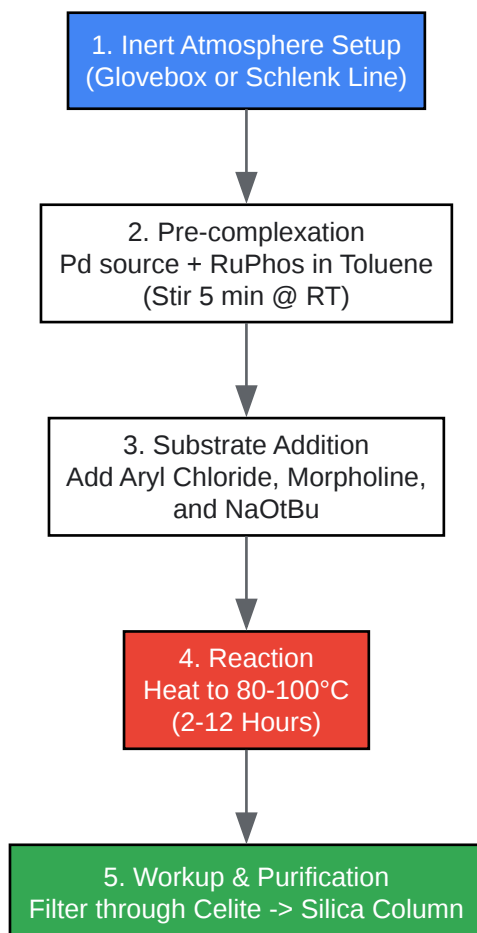 1. Inert Atmosphere Setup
(Glovebox or Schlenk Line)
2. Pre-complexation
Pd source + RuPhos in Toluene
(Stir 5 min @ RT)
3. Substrate Addition
Add Aryl Chloride, Morpholine,
and NaOtBu
4. Reaction
Heat to 80-100°C
(2-12 Hours)
5. Workup & Purification
Filter through Celite -> Silica Column